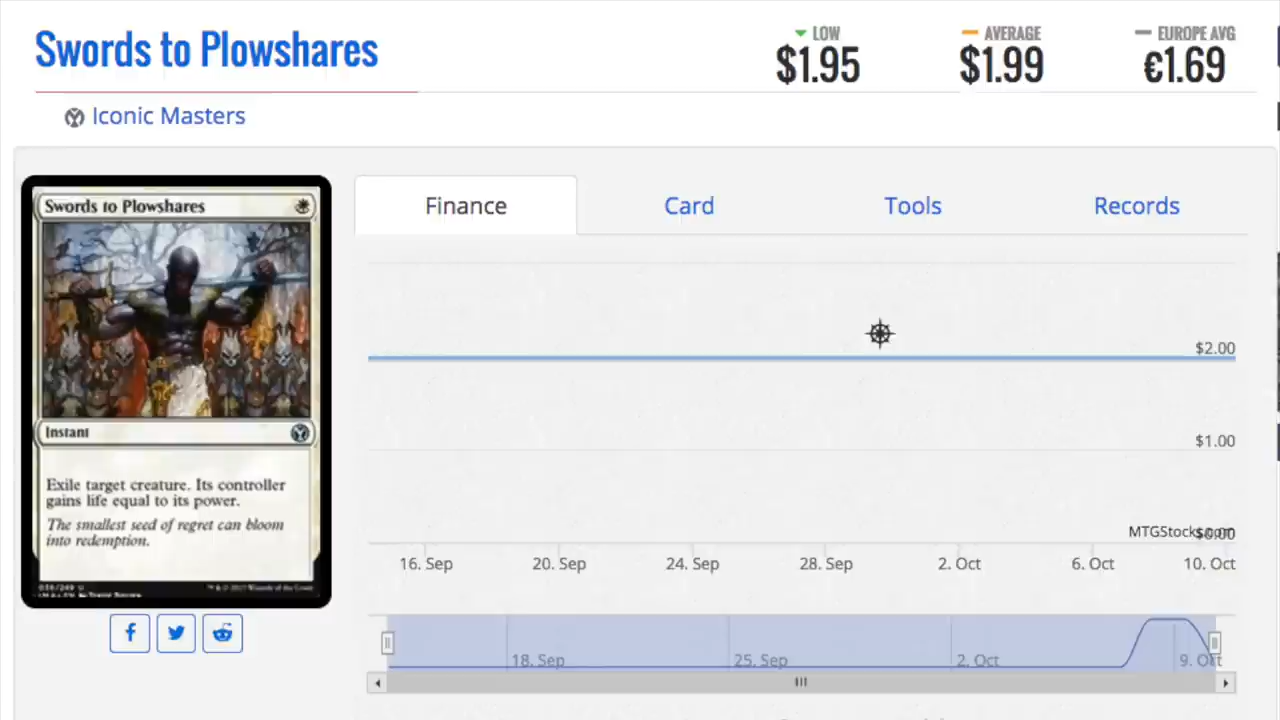 Swords to Plowshares
LOW
$1.95
AVERAGE
$1.99
EUROPE AVG
€1.69
Iconic Masters
Swords to Plowshares
Instant
Exile target creature. Its controller
gains life equal to its power.
The smallest seed of regret can bloom
into redemption.
Finance
Card
Tools
Records
$2.00
$1.00
$0.00
MTGStocks.com
16. Sep
20. Sep
24. Sep
28. Sep
2. Oct
6. Oct
10. Oct
18. Sep
25. Sep
2. Oct
9. Oct